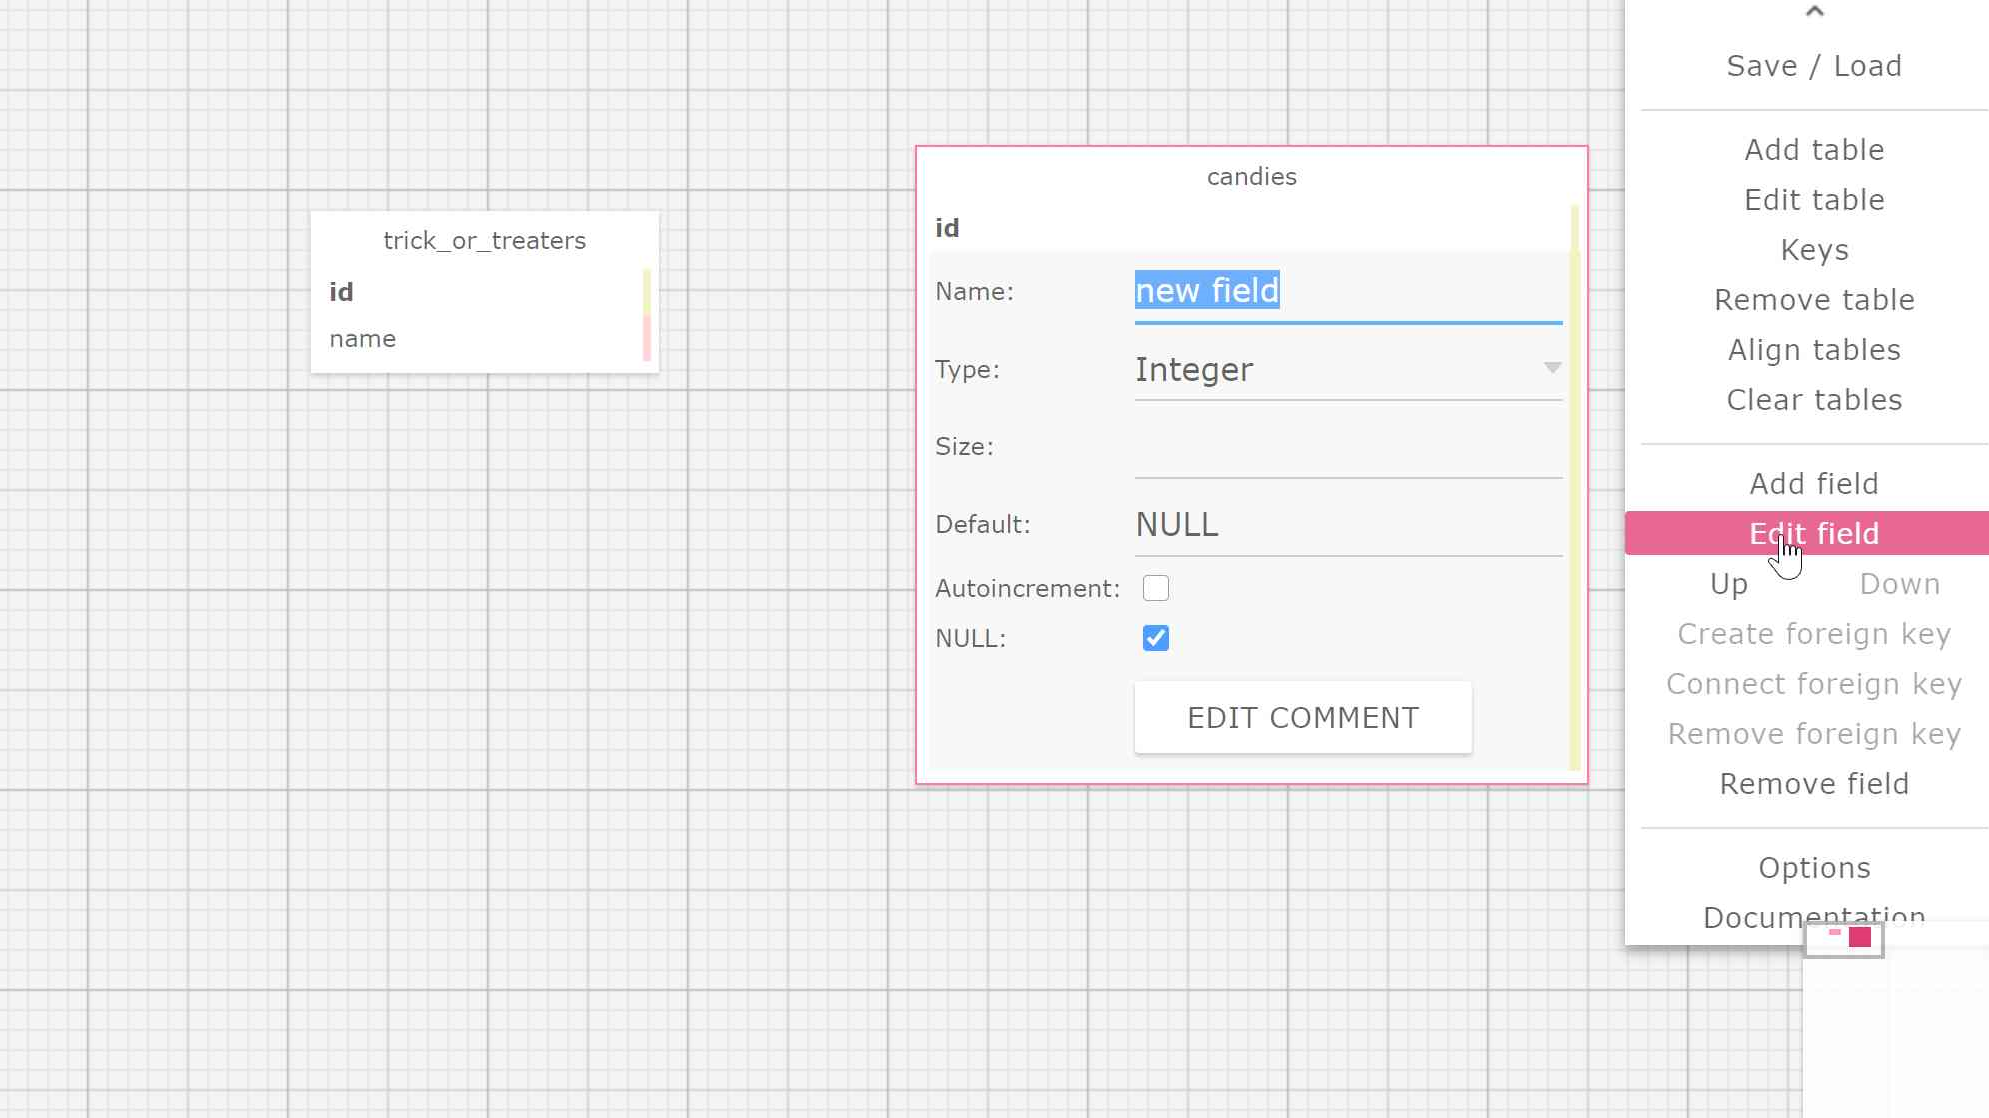 trick_or_treaters
id
name
candies
id
Name: new field
Type: Integer
Size:
Default: NULL
Autoincrement:
NULL:
EDIT COMMENT
Save / Load
Add table
Edit table
Keys
Remove table
Align tables
Clear tables
Add field
Edit field
Up Down
Create foreign key
Connect foreign key
Remove foreign key
Remove field
Options
Documentation